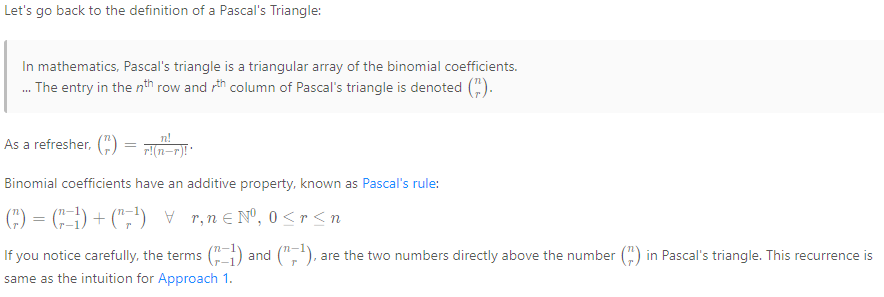 Let's go back to the definition of a Pascal's Triangle:
In mathematics, Pascal's triangle is a triangular array of the binomial coefficients.
... The entry in the $n^{\text{th}}$ row and $r^{\text{th}}$ column of Pascal's triangle is denoted $\binom{n}{r}$.
As a refresher, $\binom{n}{r} = \frac{n!}{r!(n-r)!}$.
Binomial coefficients have an additive property, known as Pascal's rule:
$\binom{n}{r} = \binom{n-1}{r-1} + \binom{n-1}{r} \quad \forall \quad r, n \in \mathbb{N}^0, 0 \leq r \leq n$
If you notice carefully, the terms $\binom{n-1}{r-1}$ and $\binom{n-1}{r}$, are the two numbers directly above the number $\binom{n}{r}$ in Pascal's triangle. This recurrence is
same as the intuition for Approach 1.